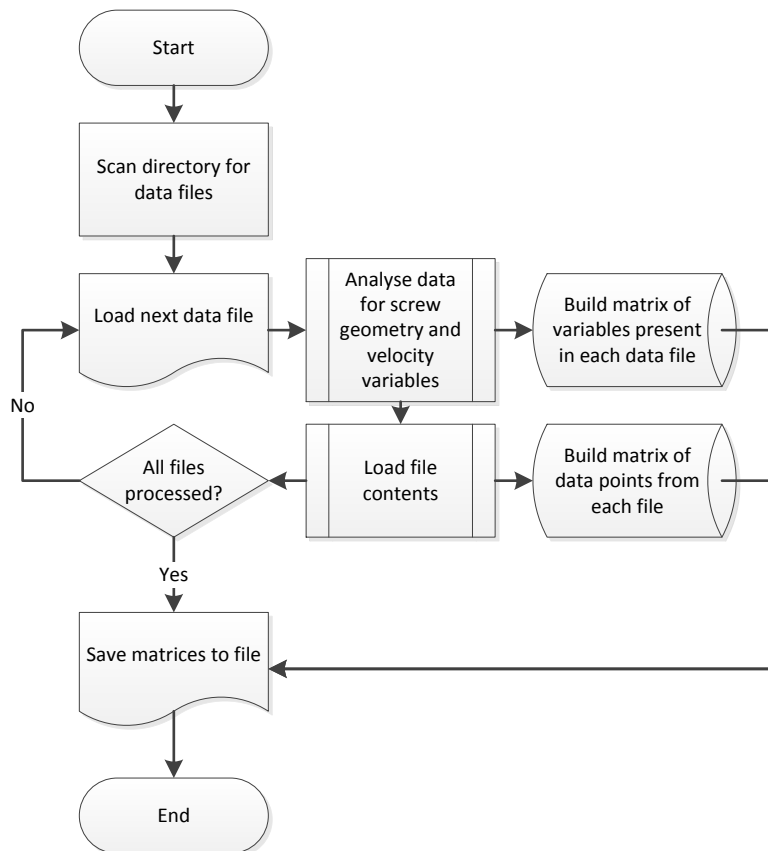 Start
Scan directory for
data files
Load next data file
Analyse data
for screw
geometry and
velocity
variables
Build matrix of
variables present
in each data file
No
All files
processed?
Load file
contents
Build matrix of
data points from
each file
Yes
Save matrices to file
End